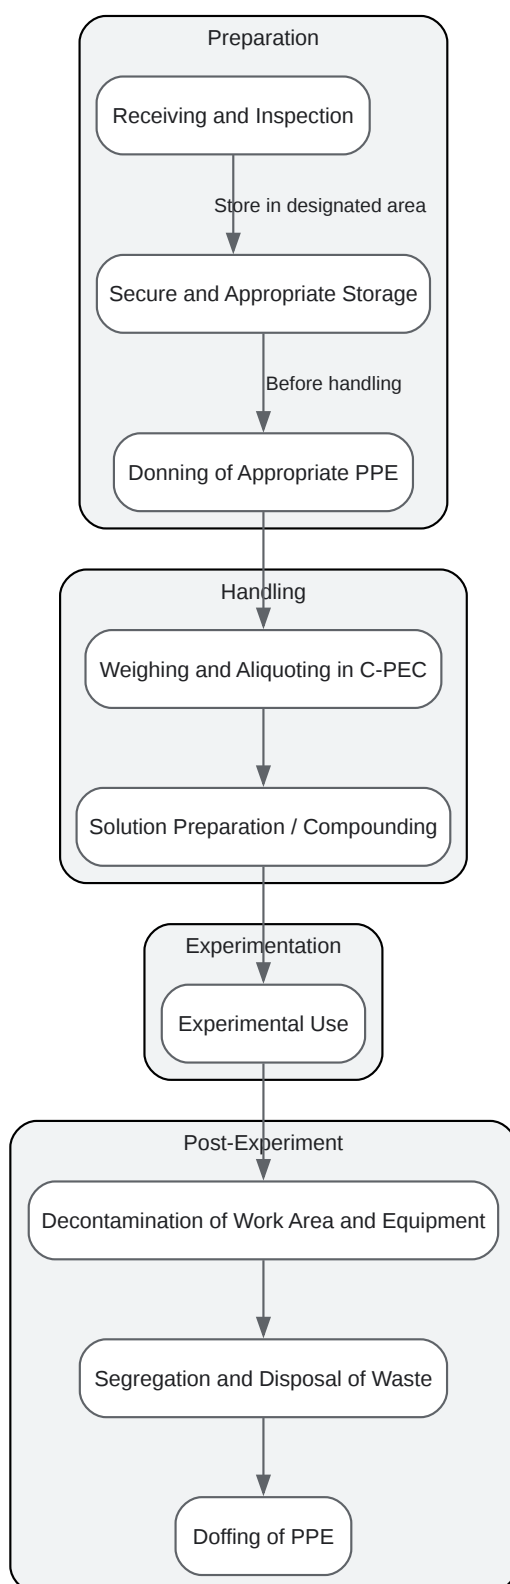 Preparation
Receiving and Inspection
Store in designated area
Secure and Appropriate Storage
Before handling
Donning of Appropriate PPE
Handling
Weighing and Aliquoting in C-PEC
Solution Preparation / Compounding
Experimentation
Experimental Use
Post-Experiment
Decontamination of Work Area and Equipment
Segregation and Disposal of Waste
Doffing of PPE